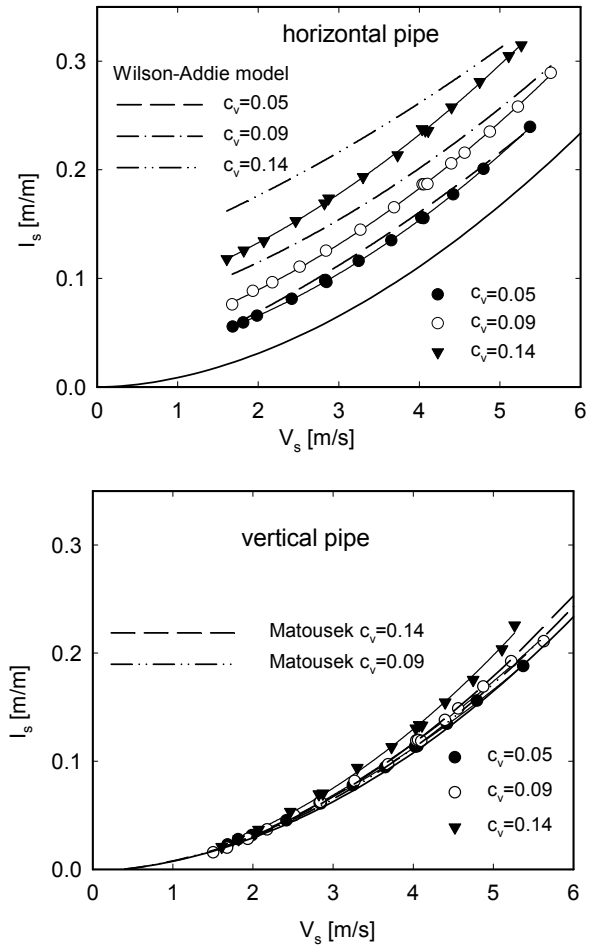 horizontal pipe
Wilson-Addie model
c_v=0.05
c_v=0.09
c_v=0.14
I_s [m/m]
0.3
0.2
0.1
0.0
c_v=0.05
c_v=0.09
c_v=0.14
0 1 2 3 4 5 6
V_s [m/s]
vertical pipe
Matousek c_v=0.14
Matousek c_v=0.09
I_s [m/m]
0.3
0.2
0.1
0.0
c_v=0.05
c_v=0.09
c_v=0.14
0 1 2 3 4 5 6
V_s [m/s]